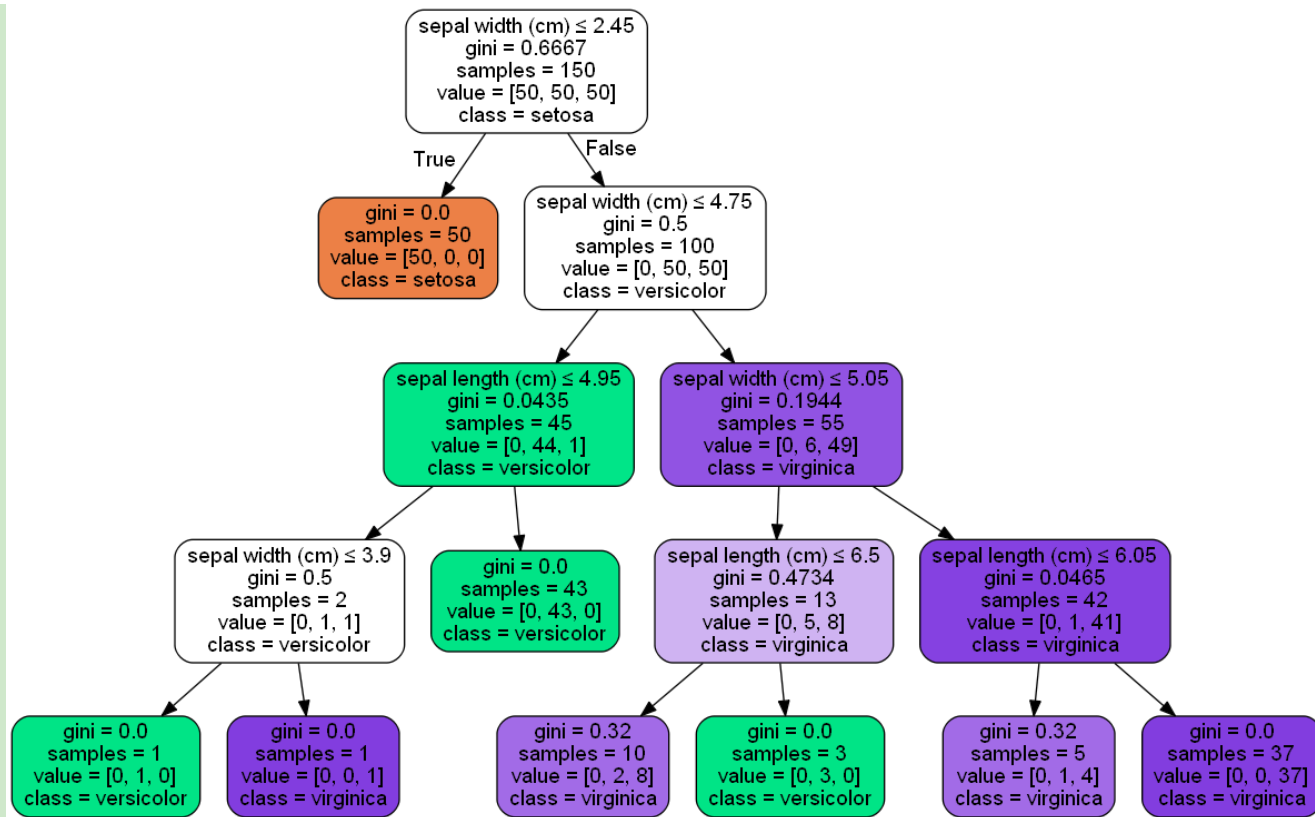 sepal width (cm) ≤ 2.45
gini = 0.6667
samples = 150
value = [50, 50, 50]
class = setosa
True
False
gini = 0.0
samples = 50
value = [50, 0, 0]
class = setosa
sepal width (cm) ≤ 4.75
gini = 0.5
samples = 100
value = [0, 50, 50]
class = versicolor
sepal length (cm) ≤ 4.95
gini = 0.0435
samples = 45
value = [0, 44, 1]
class = versicolor
sepal width (cm) ≤ 5.05
gini = 0.1944
samples = 55
value = [0, 6, 49]
class = virginica
sepal width (cm) ≤ 3.9
gini = 0.5
samples = 2
value = [0, 1, 1]
class = versicolor
gini = 0.0
samples = 43
value = [0, 43, 0]
class = versicolor
sepal length (cm) ≤ 6.5
gini = 0.4734
samples = 13
value = [0, 5, 8]
class = virginica
sepal length (cm) ≤ 6.05
gini = 0.0465
samples = 42
value = [0, 1, 41]
class = virginica
gini = 0.0
samples = 1
value = [0, 1, 0]
class = versicolor
gini = 0.0
samples = 1
value = [0, 0, 1]
class = virginica
gini = 0.32
samples = 10
value = [0, 2, 8]
class = virginica
gini = 0.0
samples = 3
value = [0, 3, 0]
class = versicolor
gini = 0.32
samples = 5
value = [0, 1, 4]
class = virginica
gini = 0.0
samples = 37
value = [0, 0, 37]
class = virginica